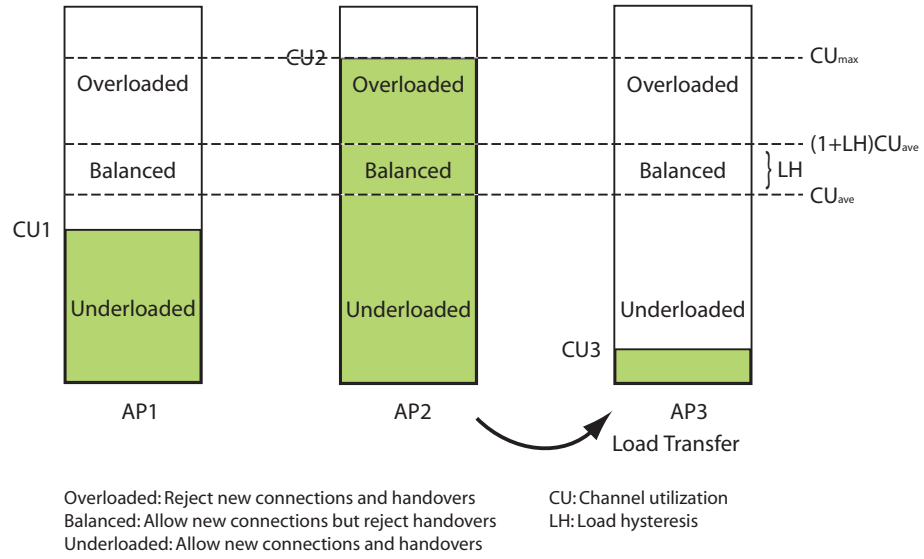 CU2
CUmax
Overloaded
Overloaded
Overloaded
(1+LH)CUave
Balanced
Balanced
Balanced
} LH
CUave
CU1
Underloaded
Underloaded
Underloaded
CU3
AP1
AP2
AP3
Load Transfer
Overloaded: Reject new connections and handovers
Balanced: Allow new connections but reject handovers
Underloaded: Allow new connections and handovers
CU: Channel utilization
LH: Load hysteresis